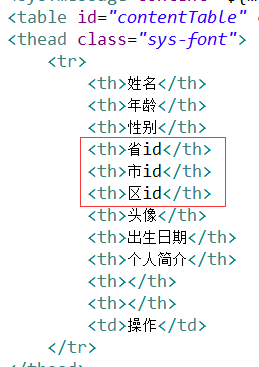 <table id="contentTable"
<thead class="sys-font">
<tr>
<th>姓名</th>
<th>年龄</th>
<th>性别</th>
<th>省id</th>
<th>市id</th>
<th>区id</th>
<th>头像</th>
<th>出生日期</th>
<th>个人简介</th>
<th></th>
<th></th>
<td>操作</td>
</tr>